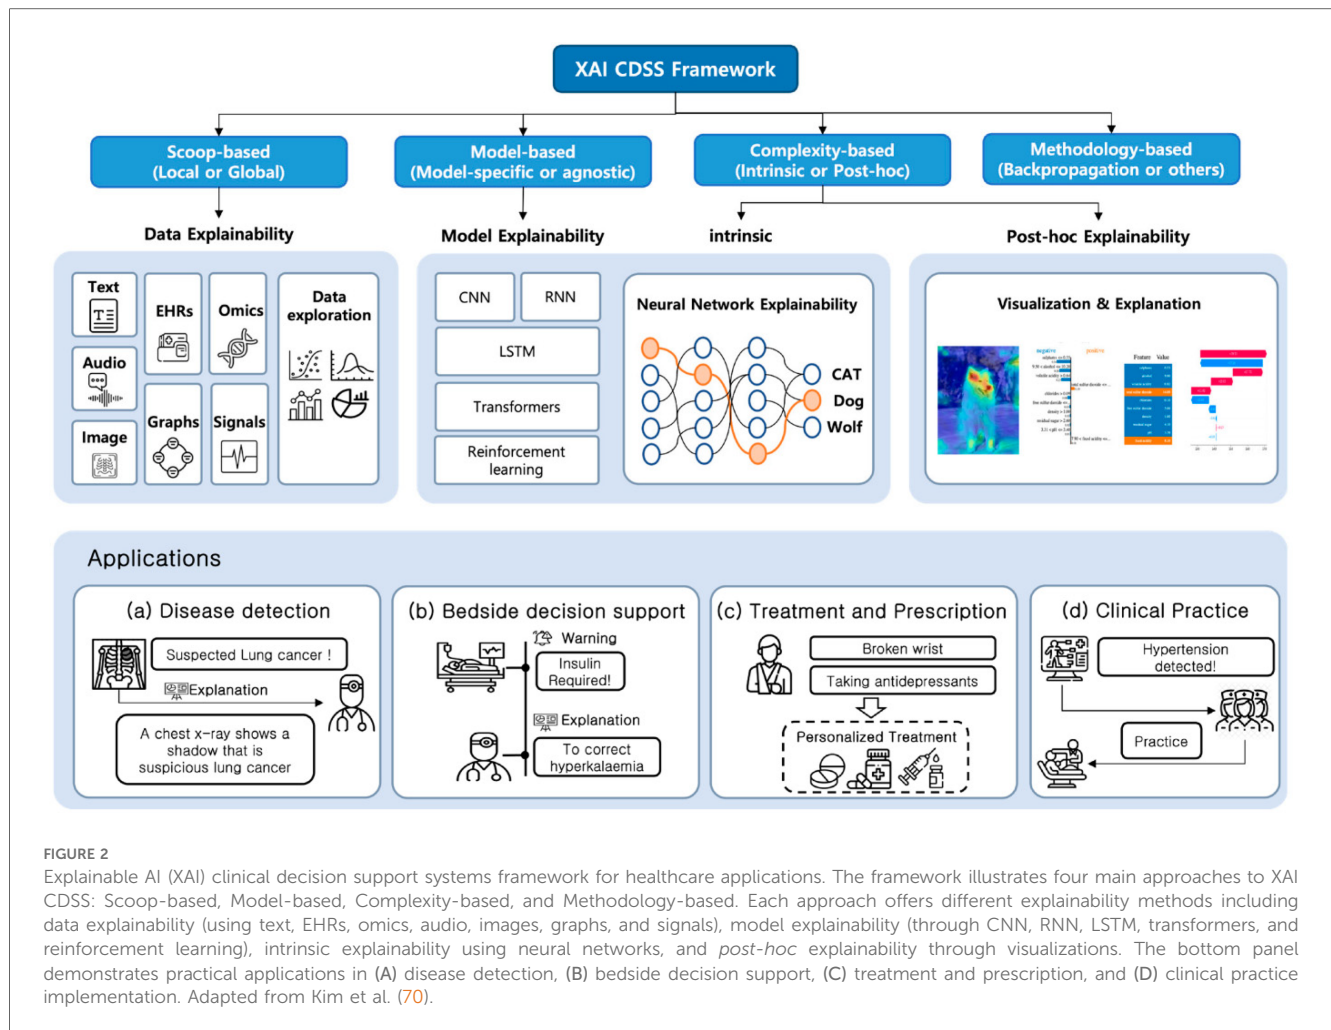 XAI CDSS Framework
Scoop-based
(Local or Global)
Model-based
(Model-specific or agnostic)
Complexity-based
(Intrinsic or Post-hoc)
Methodology-based
(Backpropagation or others)
Data Explainability
Model Explainability
intrinsic
Post-hoc Explainability
Text
T
Audio
Image
EHRs
Omics
Graphs
Signals
Data
exploration
CNN
RNN
LSTM
Transformers
Reinforcement
learning
Neural Network Explainability
CAT
Dog
Wolf
Visualization & Explanation
negative
positive
Feature Value
Applications
(a) Disease detection
Suspected Lung cancer !
Explanation
A chest x-ray shows a
shadow that is
suspicious lung cancer
(b) Bedside decision support
Warning
Insulin
Required!
Explanation
To correct
hyperkalaemia
(c) Treatment and Prescription
Broken wrist
Taking antidepressants
Personalized Treatment
(d) Clinical Practice
Hypertension
detected!
Practice
FIGURE 2
Explainable AI (XAI) clinical decision support systems framework for healthcare applications. The framework illustrates four main approaches to XAI
CDSS: Scoop-based, Model-based, Complexity-based, and Methodology-based. Each approach offers different explainability methods including
data explainability (using text, EHRs, omics, audio, images, graphs, and signals), model explainability (through CNN, RNN, LSTM, transformers, and
reinforcement learning), intrinsic explainability using neural networks, and post-hoc explainability through visualizations. The bottom panel
demonstrates practical applications in (A) disease detection, (B) bedside decision support, (C) treatment and prescription, and (D) clinical practice
implementation. Adapted from Kim et al. (70).